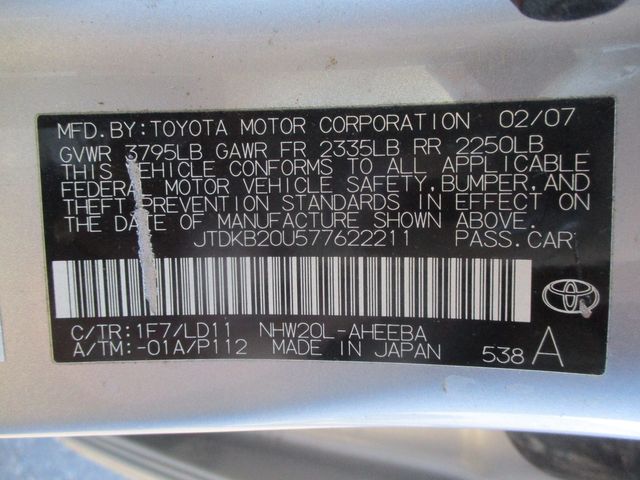 MFD.BY:TOYOTA MOTOR CORPORATION 02/07
GVWR 3795LB GAWR FR 2335LB RR 2250LB
THIS VEHICLE CONFORMS TO ALL APPLICABLE
FEDERAL MOTOR VEHICLE SAFETY, BUMPER, AND
THEFT PREVENTION STANDARDS IN EFFECT ON
THE DATE OF MANUFACTURE SHOWN ABOVE.
JTDKB20U577622211 PASS.CAR
C/TR:1F7/LD11 NHW20L-AHEEBA
A/TM:-01A/P112 MADE IN JAPAN 538 A